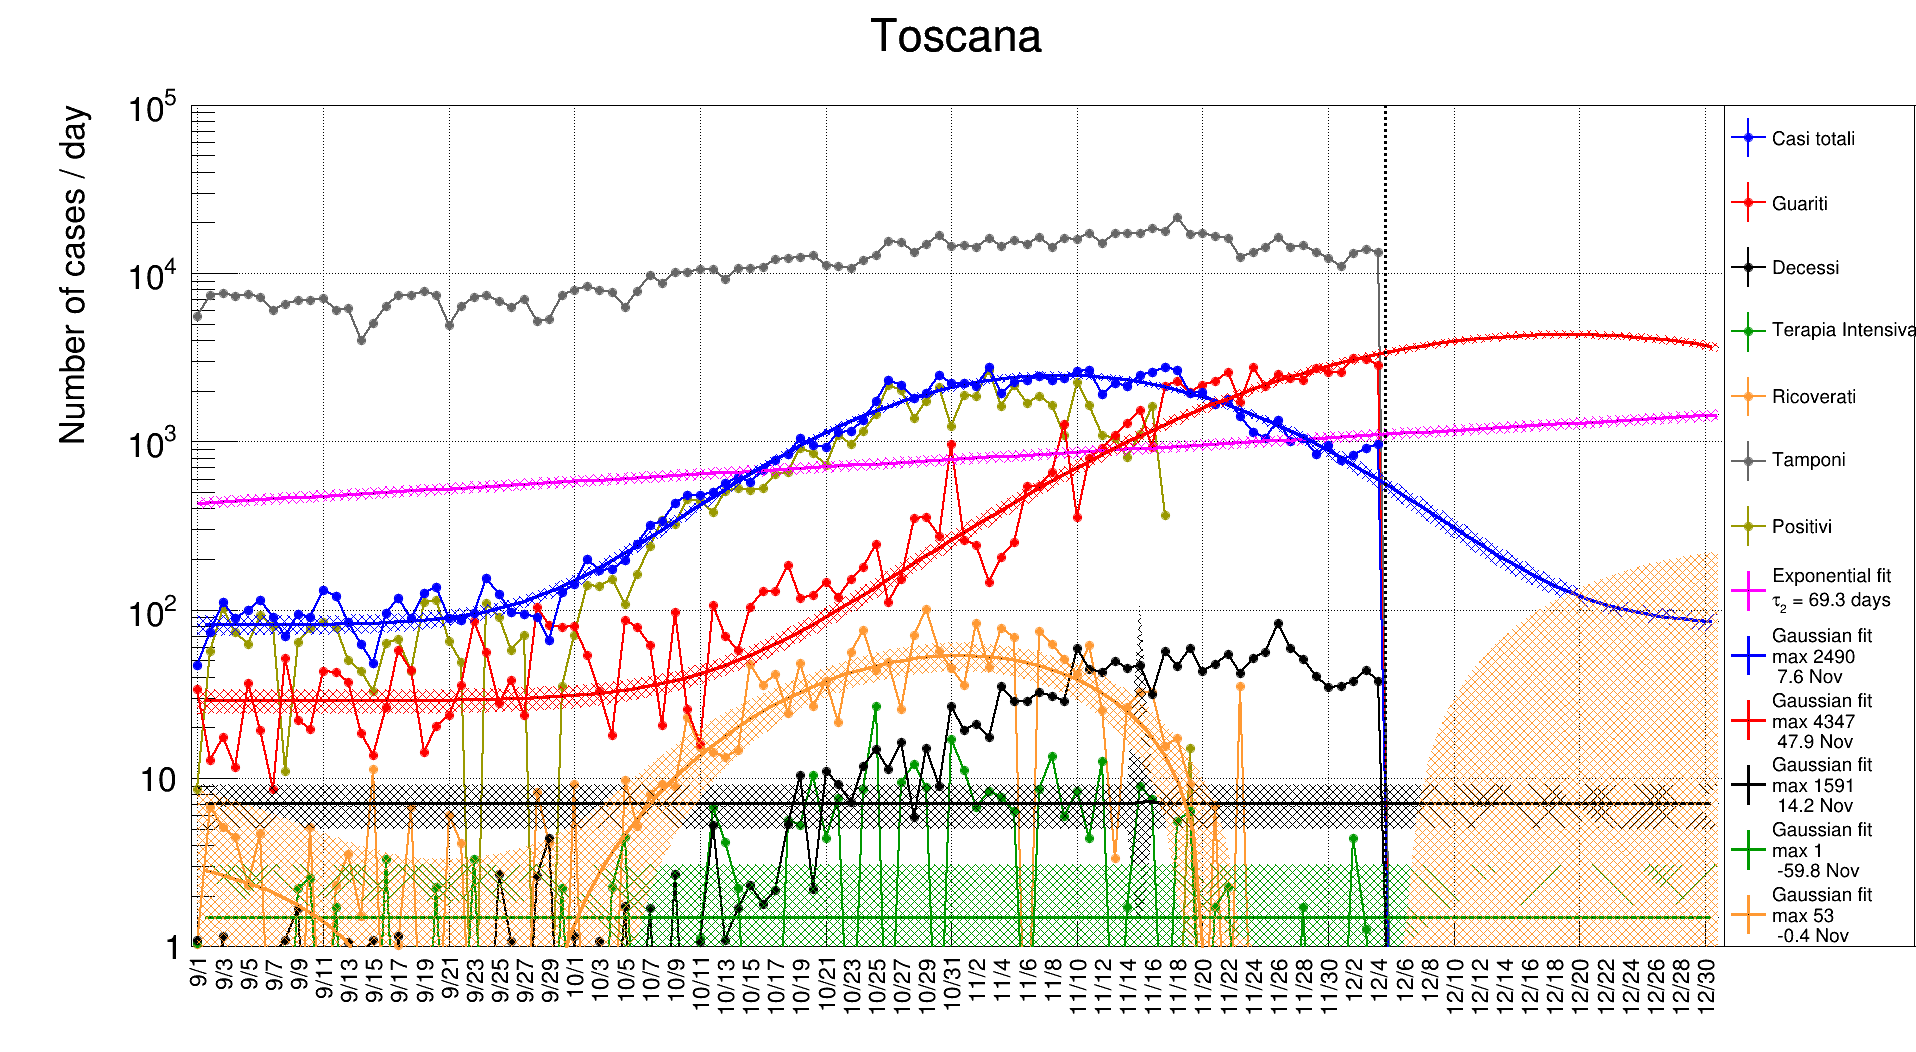 Toscana
Number of cases / day
10^5
10^4
10^3
10^2
10
1
9/1 9/3 9/5 9/7 9/9 9/11 9/13 9/15 9/17 9/19 9/21 9/23 9/25 9/27 9/29 10/1 10/3 10/5 10/7 10/9 10/11 10/13 10/15 10/17 10/19 10/21 10/23 10/25 10/27 10/29 10/31 11/2 11/4 11/6 11/8 11/10 11/12 11/14 11/16 11/18 11/20 11/22 11/24 11/26 11/28 11/30 12/2 12/4 12/6 12/8 12/10 12/12 12/14 12/16 12/18 12/20 12/22 12/24 12/26 12/28 12/30
Casi totali
Guariti
Decessi
Terapia Intensiva
Ricoverati
Tamponi
Positivi
Exponential fit
τ₂ = 69.3 days
Gaussian fit
max 2490
7.6 Nov
Gaussian fit
max 4347
47.9 Nov
Gaussian fit
max 1591
14.2 Nov
Gaussian fit
max 1
-59.8 Nov
Gaussian fit
max 53
-0.4 Nov